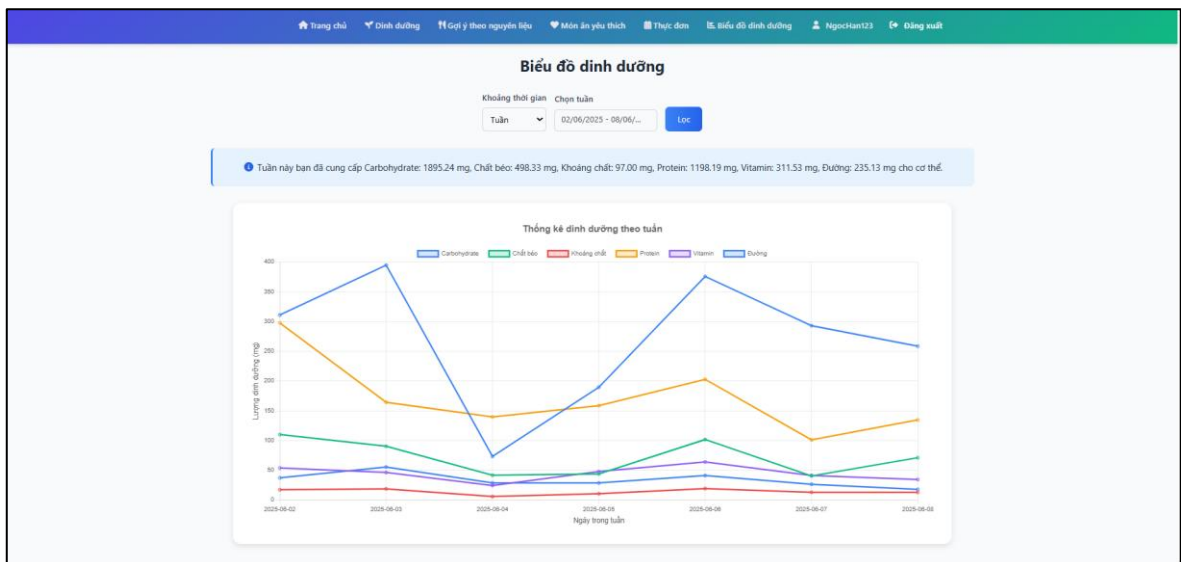 Trang chủ Dinh dưỡng Gợi ý theo nguyên liệu Món ăn yêu thích Thực đơn Biểu đồ dinh dưỡng NgocHan123 Đăng xuất
Biểu đồ dinh dưỡng
Khoảng thời gian Chọn tuần
Tuần 02/06/2025 - 08/06/... Lọc
Tuần này bạn đã cung cấp Carbohydrate: 1895.24 mg, Chất béo: 498.33 mg, Khoáng chất: 97.00 mg, Protein: 1198.19 mg, Vitamin: 311.53 mg, Đường: 235.13 mg cho cơ thể.
Thống kê dinh dưỡng theo tuần
Carbohydrate Chất béo Khoáng chất Protein Vitamin Đường
400
350
300
250
200
150
100
50
0
Lượng dinh dưỡng (mg)
2025-06-02 2025-06-03 2025-06-04 2025-06-05 2025-06-06 2025-06-07 2025-06-08
Ngày trong tuần